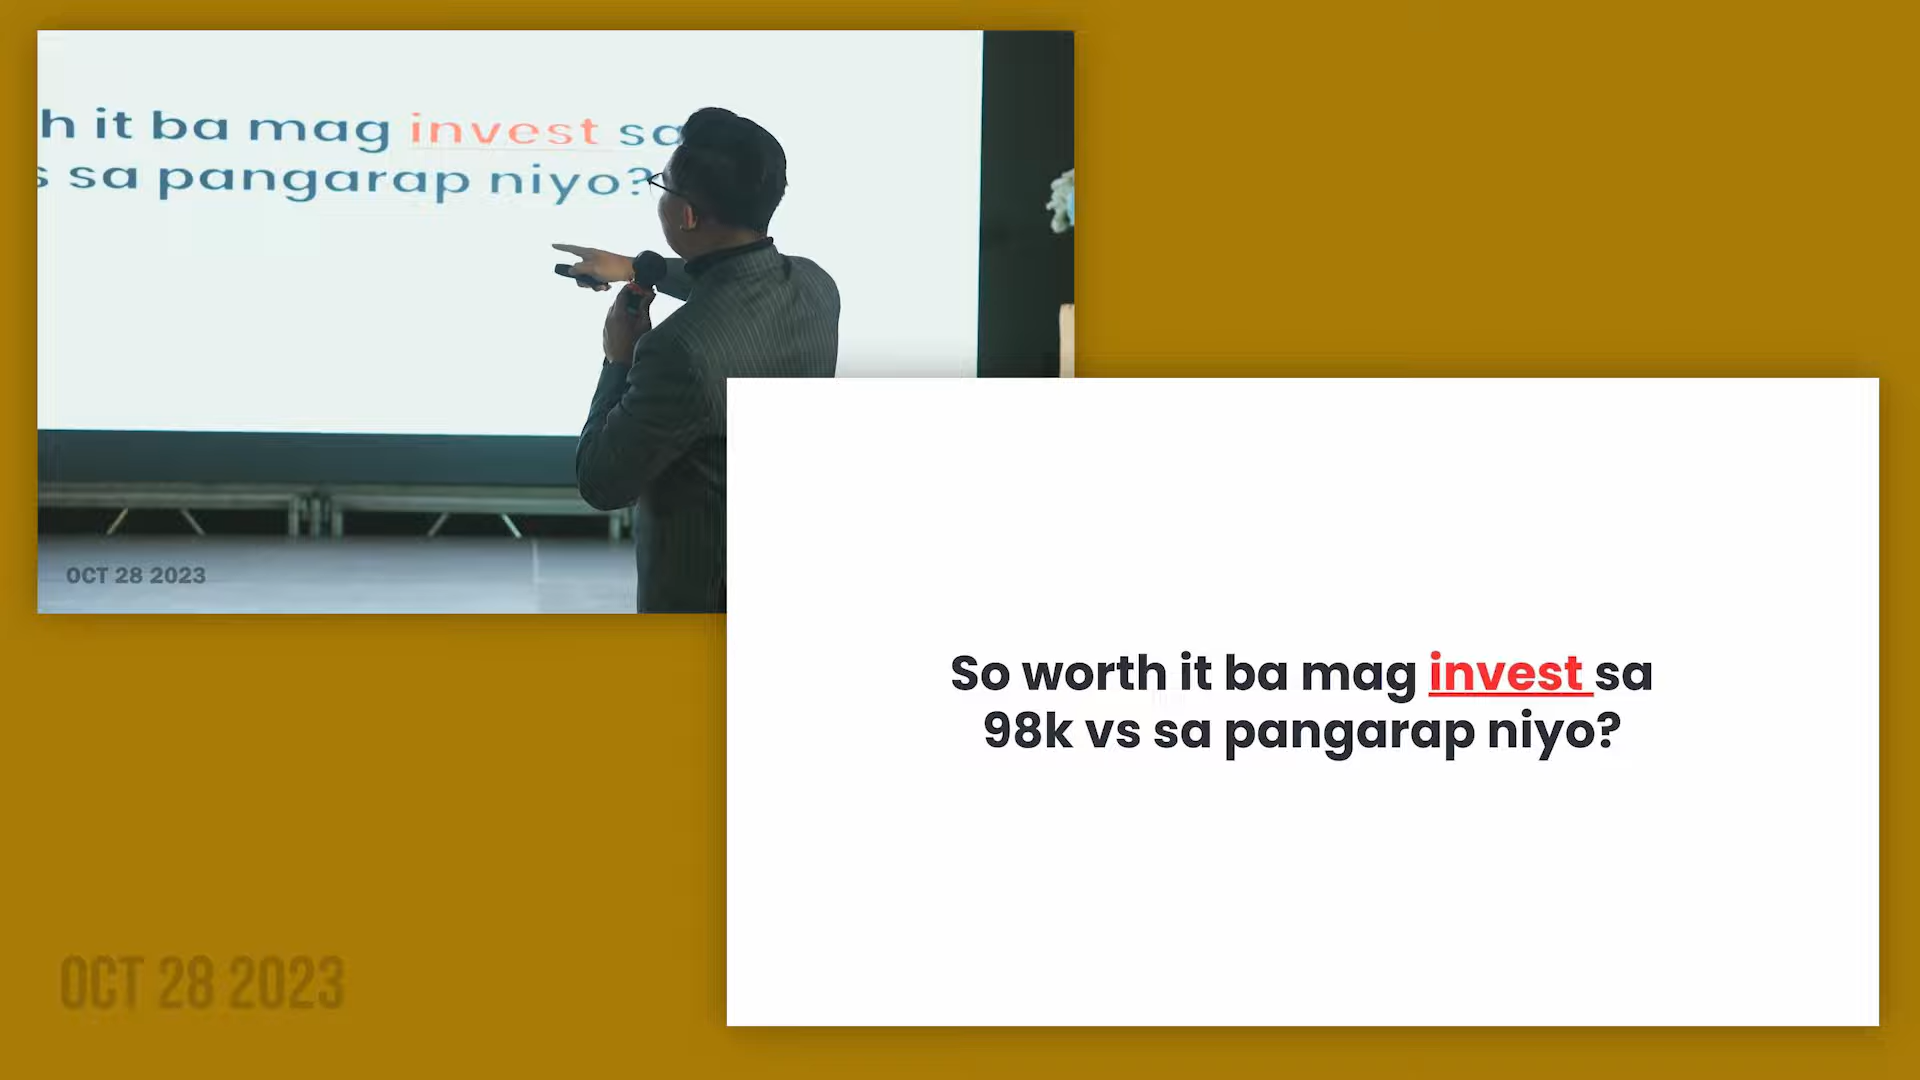 h it ba mag invest sa
s sa pangarap niyo?
OCT 28 2023
So worth it ba mag invest sa
98k vs sa pangarap niyo?
OCT 28 2023